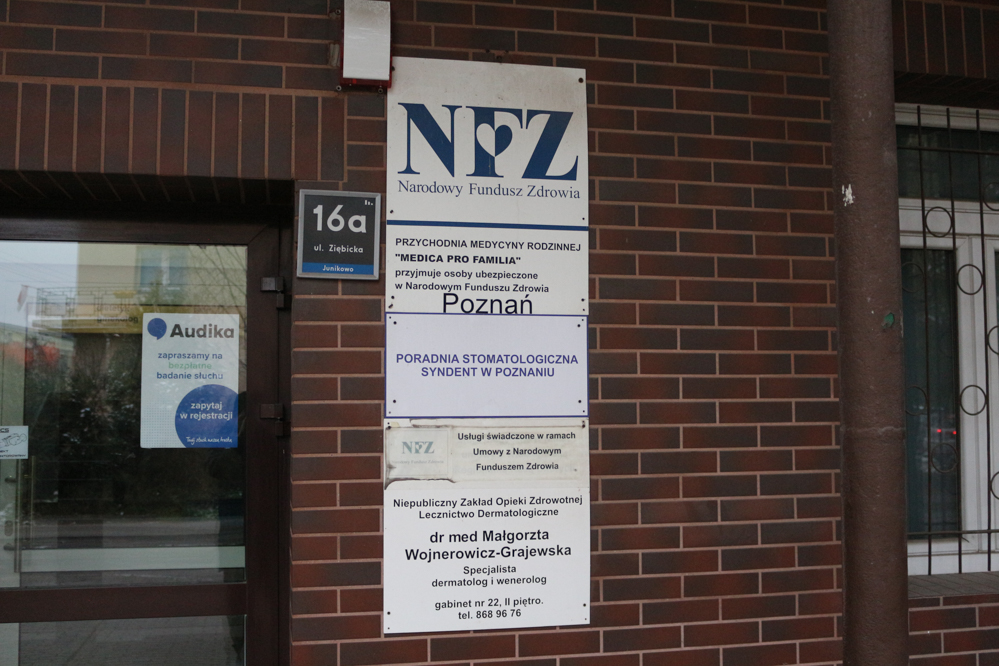 NFZ
Narodowy Fundusz Zdrowia
16a
ul. Ziębicka
Junikowo
PRZYCHODNIA MEDYCYNY RODZINNEJ
"MEDICA PRO FAMILIA"
przyjmuje osoby ubezpieczone
w Narodowym Funduszu Zdrowia
Poznań
PORADNIA STOMATOLOGICZNA
SYNDENT W POZNANIU
NFZ
Narodowy Fundusz Zdrowia
Usługi świadczone w ramach
Umowy z Narodowym
Funduszem Zdrowia
Niepubliczny Zakład Opieki Zdrowotnej
Lecznictwo Dermatologiczne
dr med Małgorzta
Wojnerowicz-Grajewska
Specjalista
dermatolog i wenerolog
gabinet nr 22, II piętro.
tel. 868 96 76
Audika
zapraszamy na
bezpłatne
badanie słuchu
zapytaj
w rejestracji